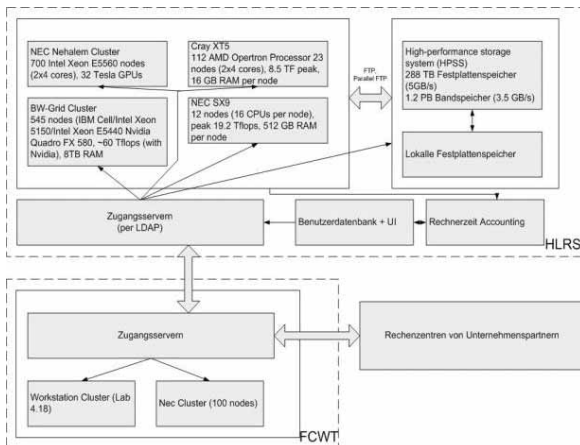 NEC Nehalem Cluster
700 Intel Xeon E5560 nodes
(2x4 cores), 32 Tesla GPUs
Cray XT5
112 AMD Opertron Processor 23
nodes (2x4 cores), 8.5 TF peak,
16 GB RAM per node
BW-Grid Cluster
545 nodes (IBM Cell/Intel Xeon
5150/Intel Xeon E5440 Nvidia
Quadro FX 580, ~60 Tflops (with
Nvidia), 8TB RAM
NEC SX9
12 nodes (16 CPUs per node),
peak 19.2 Tflops, 512 GB RAM
per node
FTP,
Parallel FTP
High-performance storage
system (HPSS)
288 TB Festplattenspeicher
(5GB/s)
1.2 PB Bandspeicher (3.5 GB/s)
Lokalle Festplattenspeicher
Zugangsservern
(per LDAP)
Benutzerdatenbank + UI
Rechnerzeit Accounting
HLRS
Zugangsservern
Rechenzentren von Unternehmenspartnern
Workstation Cluster (Lab
4.18)
Nec Cluster (100 nodes)
FCWT